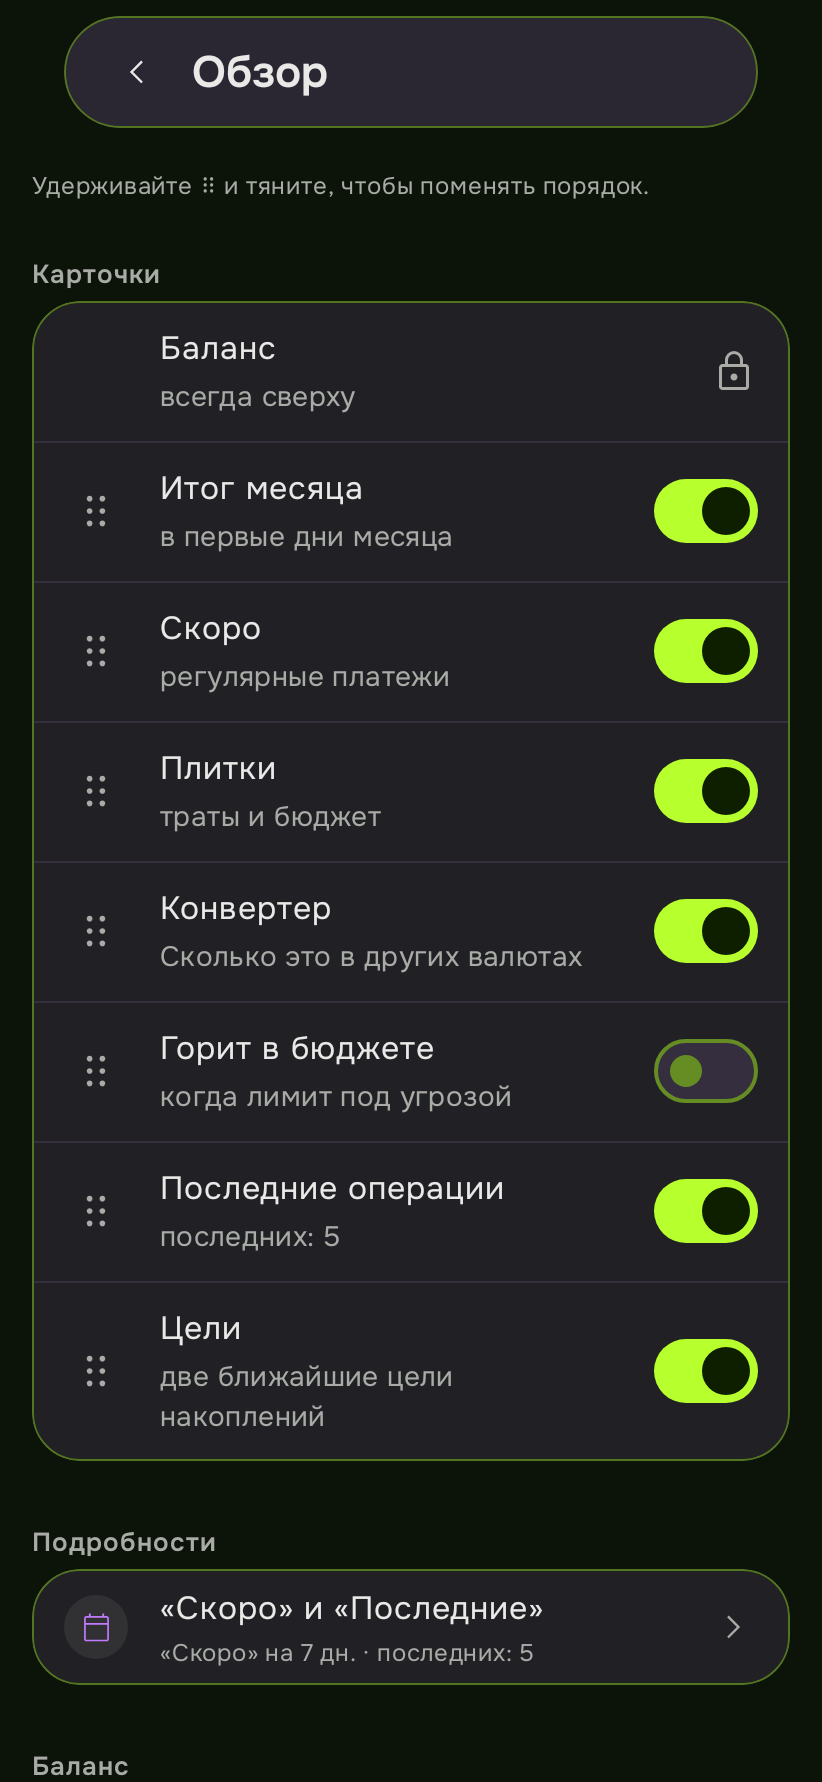 Обзор
Удерживайте ⠿ и тяните, чтобы поменять порядок.
Карточки
Баланс
всегда сверху
Итог месяца
в первые дни месяца
Скоро
регулярные платежи
Плитки
траты и бюджет
Конвертер
Сколько это в других валютах
Горит в бюджете
когда лимит под угрозой
Последние операции
последних: 5
Цели
две ближайшие цели
накоплений
Подробности
«Скоро» и «Последние»
«Скоро» на 7 дн. · последних: 5
Баланс